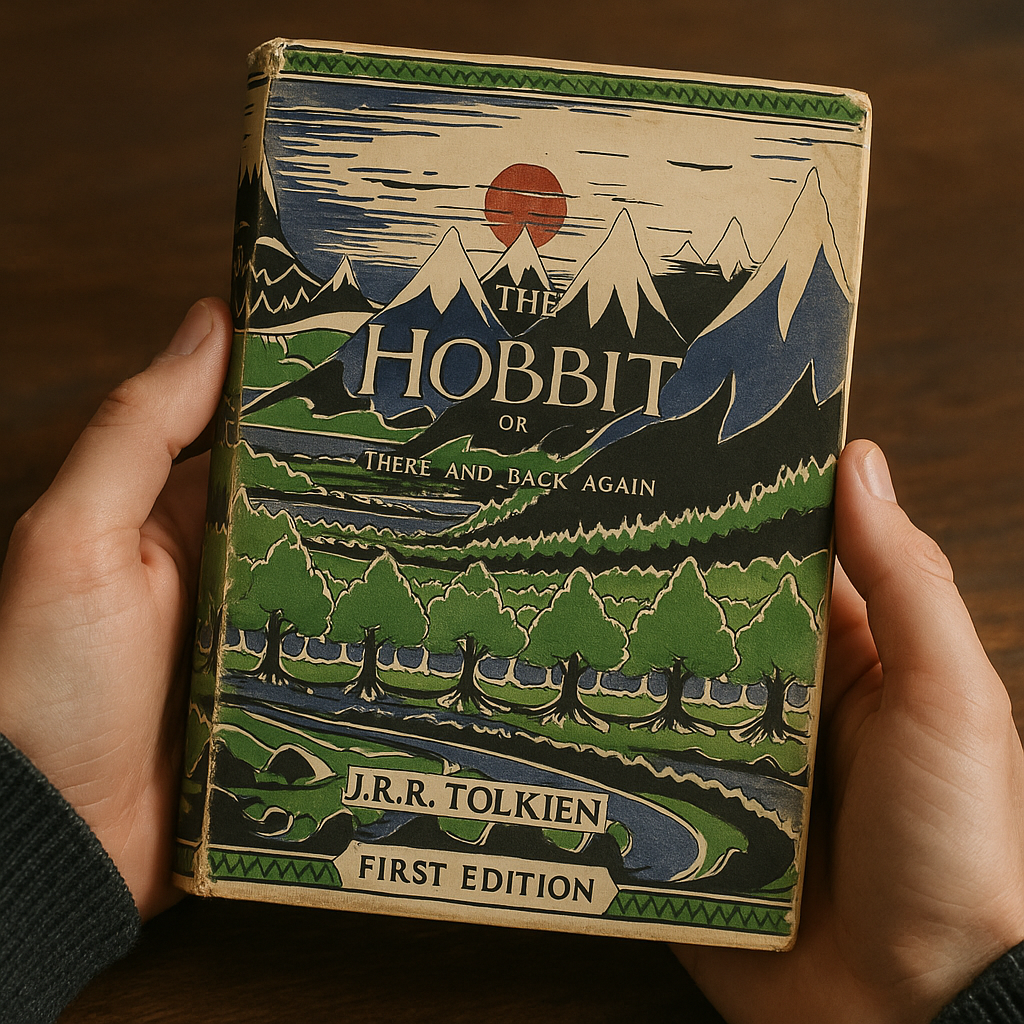 THE
HOBBIT
OR
THERE AND BACK AGAIN
J.R.R. TOLKIEN
FIRST EDITION